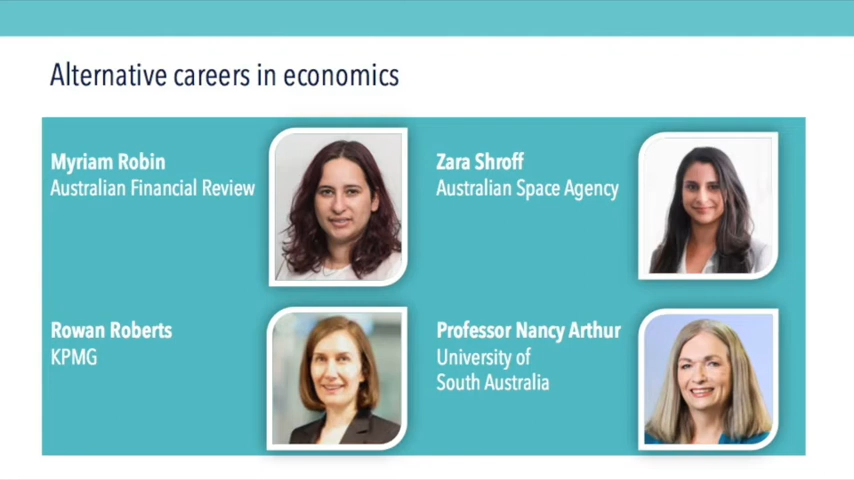 Alternative careers in economics
Myriam Robin
Australian Financial Review
Zara Shroff
Australian Space Agency
Rowan Roberts
KPMG
Professor Nancy Arthur
University of
South Australia